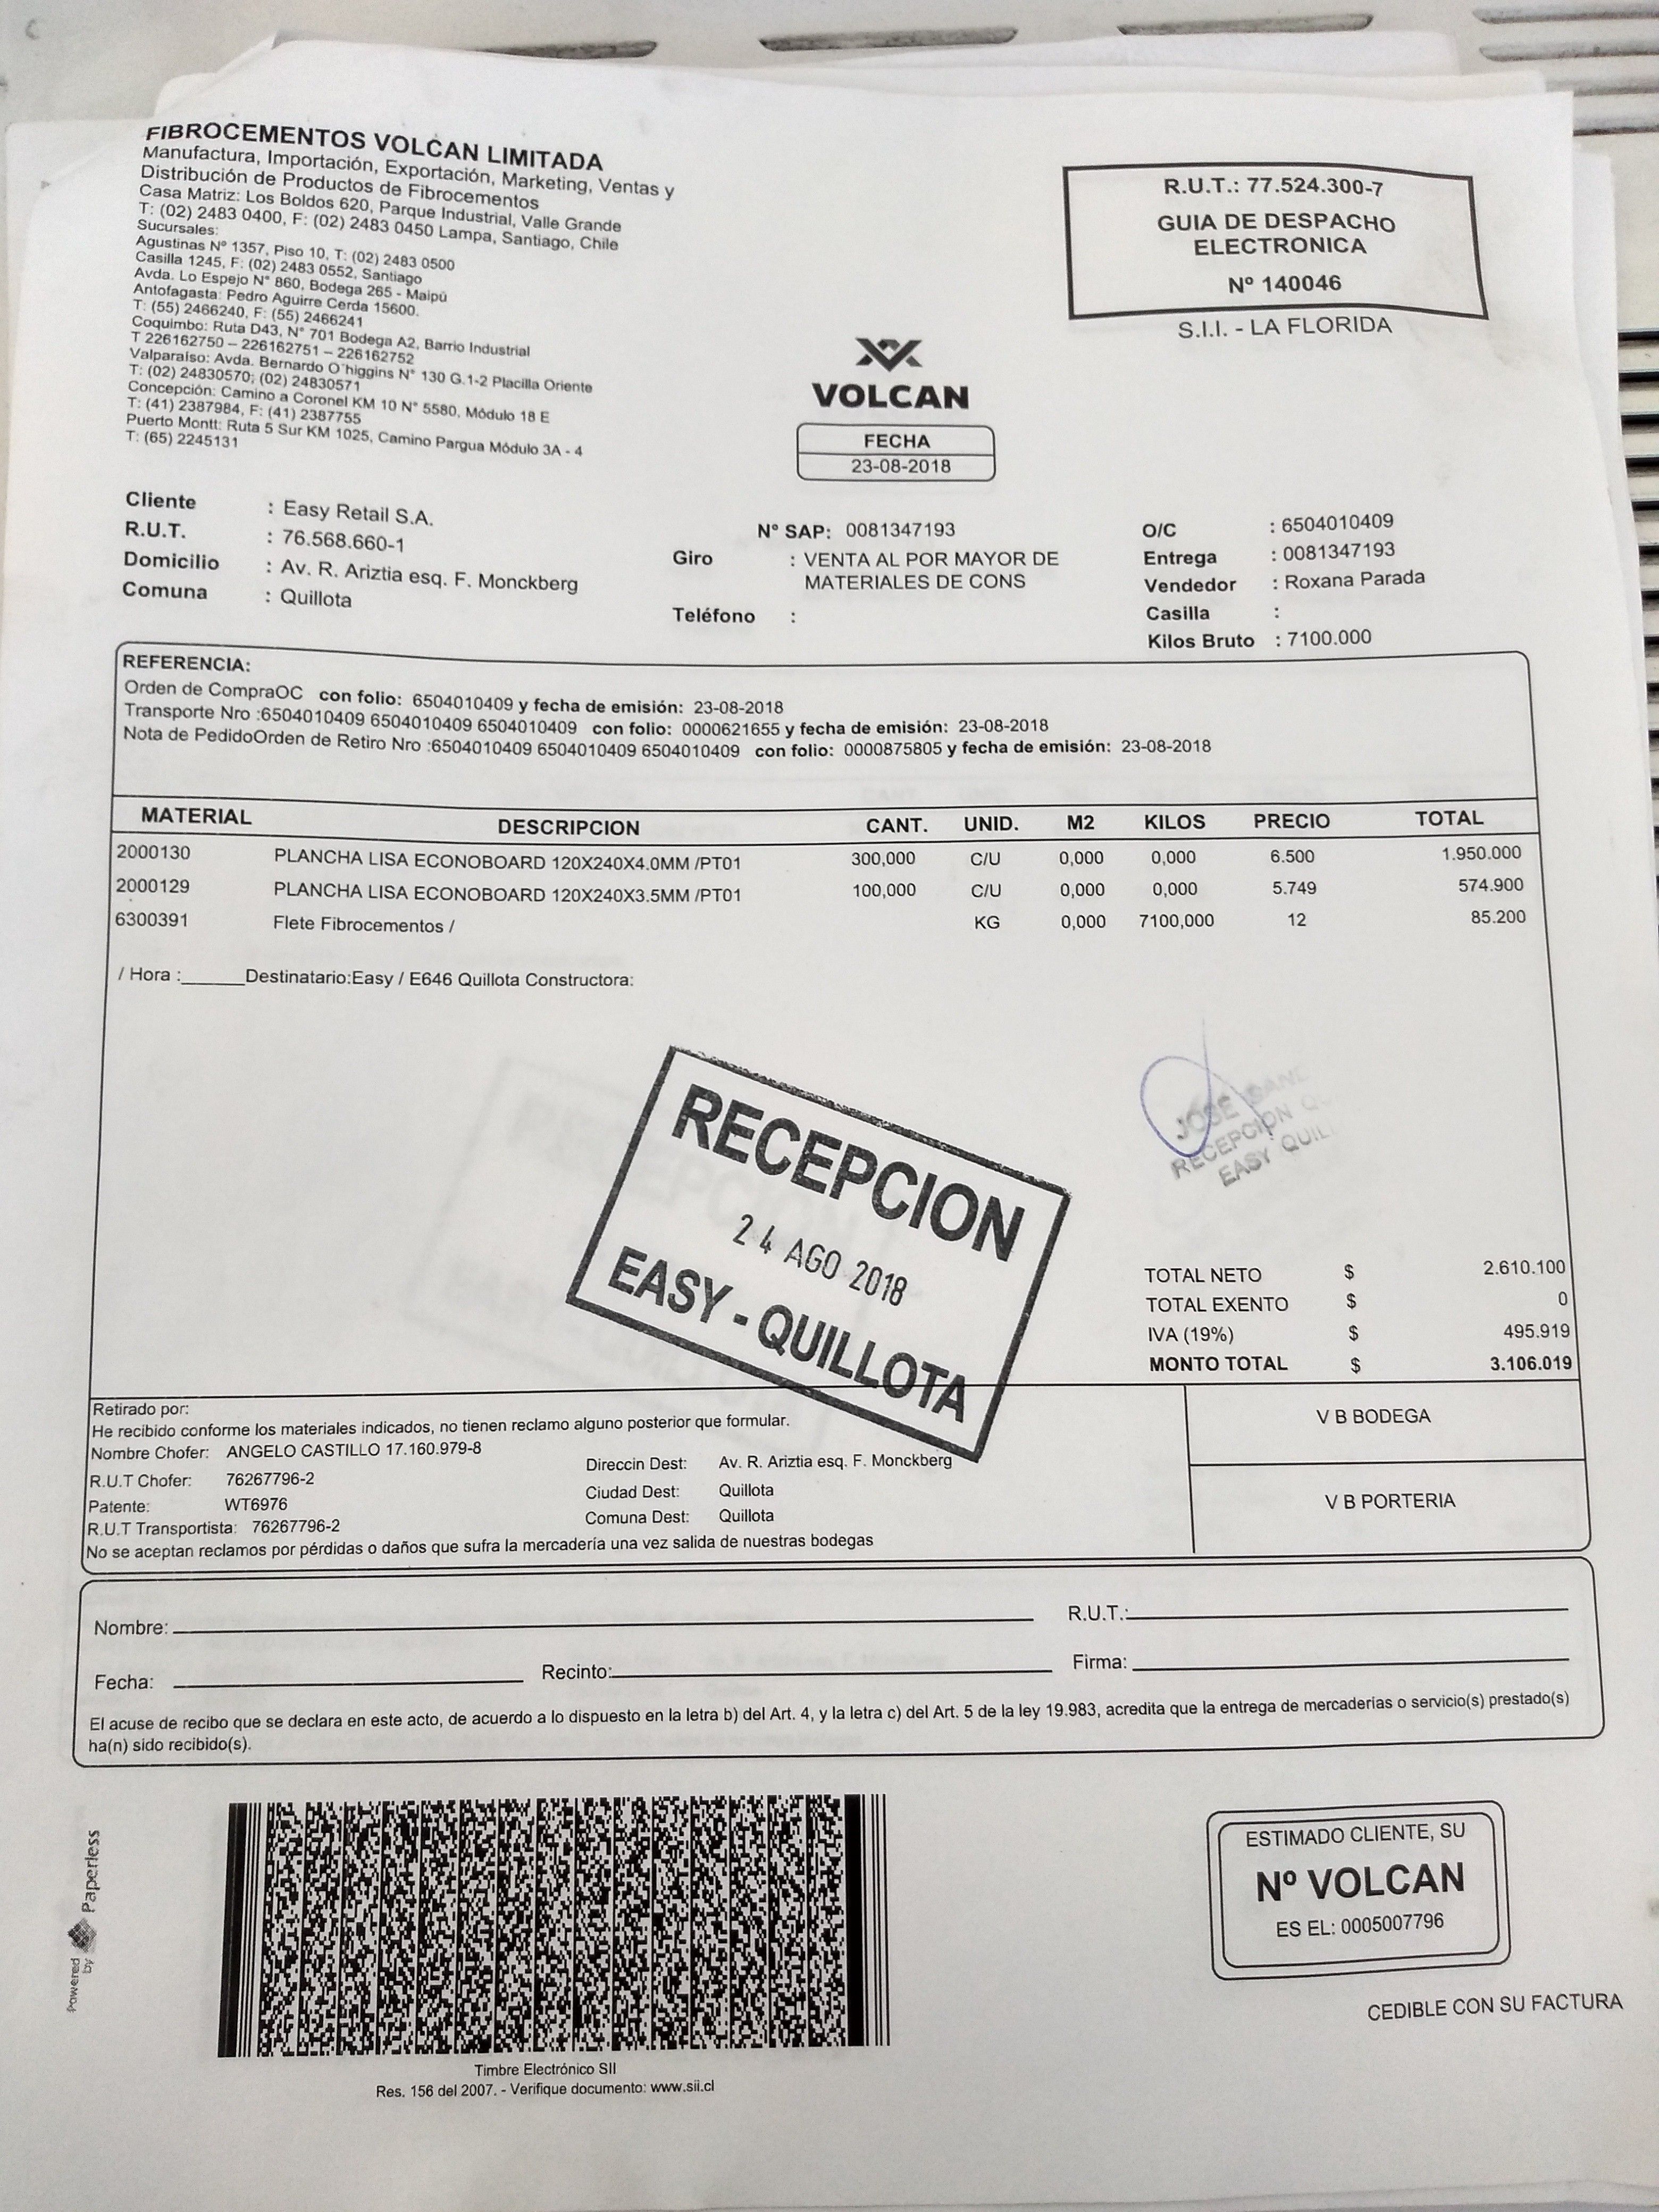 FIBROCEMENTOS VOLCAN LIMITADA
Manufactura, Importación, Exportación, Marketing, Ventas y
Distribución de Productos de Fibrocementos
Casa Matriz: Los Boldos 620, Parque Industrial, Valle Grande
T: (02) 2483 0400, F: (02) 2483 0450 Lampa, Santiago, Chile
Sucursales:
Agustinas Nº 1357, Piso 10, T: (02) 2483 0500
Casilla 1245, F: (02) 2483 0552, Santiago
Avda. Lo Espejo N° 860, Bodega 265 - Maipú
Antofagasta: Pedro Aguirre Cerda 15600.
T: (55) 2466240, F: (55) 2466241
Coquimbo: Ruta D43, N° 701 Bodega A2, Barrio Industrial
T 226162750 – 226162751 – 226162752
Valparaíso: Avda. Bernardo O´higgins N° 130 G.1-2 Placilla Oriente
T: (02) 24830570; (02) 24830571
Concepción: Camino a Coronel KM 10 N° 5580, Módulo 18 E
T: (41) 2387984, F: (41) 2387755
Puerto Montt: Ruta 5 Sur KM 1025, Camino Pargua Módulo 3A - 4
T: (65) 2245131
R.U.T.: 77.524.300-7
GUIA DE DESPACHO
ELECTRONICA
Nº 140046
S.I.I. - LA FLORIDA
VOLCAN
FECHA
23-08-2018
Cliente : Easy Retail S.A.
R.U.T. : 76.568.660-1
Domicilio : Av. R. Ariztia esq. F. Monckberg
Comuna : Quillota
N° SAP: 0081347193
Giro : VENTA AL POR MAYOR DE
MATERIALES DE CONS
Teléfono :
O/C : 6504010409
Entrega : 0081347193
Vendedor : Roxana Parada
Casilla :
Kilos Bruto : 7100.000
REFERENCIA:
Orden de CompraOC con folio: 6504010409 y fecha de emisión: 23-08-2018
Transporte Nro :6504010409 6504010409 6504010409 con folio: 0000621655 y fecha de emisión: 23-08-2018
Nota de PedidoOrden de Retiro Nro :6504010409 6504010409 6504010409 con folio: 0000875805 y fecha de emisión: 23-08-2018
MATERIAL DESCRIPCION CANT. UNID. M2 KILOS PRECIO TOTAL
2000130 PLANCHA LISA ECONOBOARD 120X240X4.0MM /PT01 300,000 C/U 0,000 0,000 6.500 1.950.000
2000129 PLANCHA LISA ECONOBOARD 120X240X3.5MM /PT01 100,000 C/U 0,000 0,000 5.749 574.900
6300391 Flete Fibrocementos / KG 0,000 7100,000 12 85.200
/ Hora :______Destinatario:Easy / E646 Quillota Constructora:
RECEPCION
24 AGO 2018
EASY - QUILLOTA
JOSE
RECEPCION
EASY
TOTAL NETO $ 2.610.100
TOTAL EXENTO $ 0
IVA (19%) $ 495.919
MONTO TOTAL $ 3.106.019
Retirado por:
He recibido conforme los materiales indicados, no tienen reclamo alguno posterior que formular.
Nombre Chofer: ANGELO CASTILLO 17.160.979-8
R.U.T Chofer: 76267796-2
Patente: WT6976
R.U.T Transportista: 76267796-2
Direccin Dest: Av. R. Ariztia esq. F. Monckberg
Ciudad Dest: Quillota
Comuna Dest: Quillota
No se aceptan reclamos por pérdidas o daños que sufra la mercadería una vez salida de nuestras bodegas
V B BODEGA
V B PORTERIA
Nombre: R.U.T.:
Fecha: Recinto: Firma:
El acuse de recibo que se declara en este acto, de acuerdo a lo dispuesto en la letra b) del Art. 4, y la letra c) del Art. 5 de la ley 19.983, acredita que la entrega de mercaderías o servicio(s) prestado(s)
ha(n) sido recibido(s).
Powered by Paperless
Timbre Electrónico SII
Res. 156 del 2007. - Verifique documento: www.sii.cl
ESTIMADO CLIENTE, SU
Nº VOLCAN
ES EL: 0005007796
CEDIBLE CON SU FACTURA